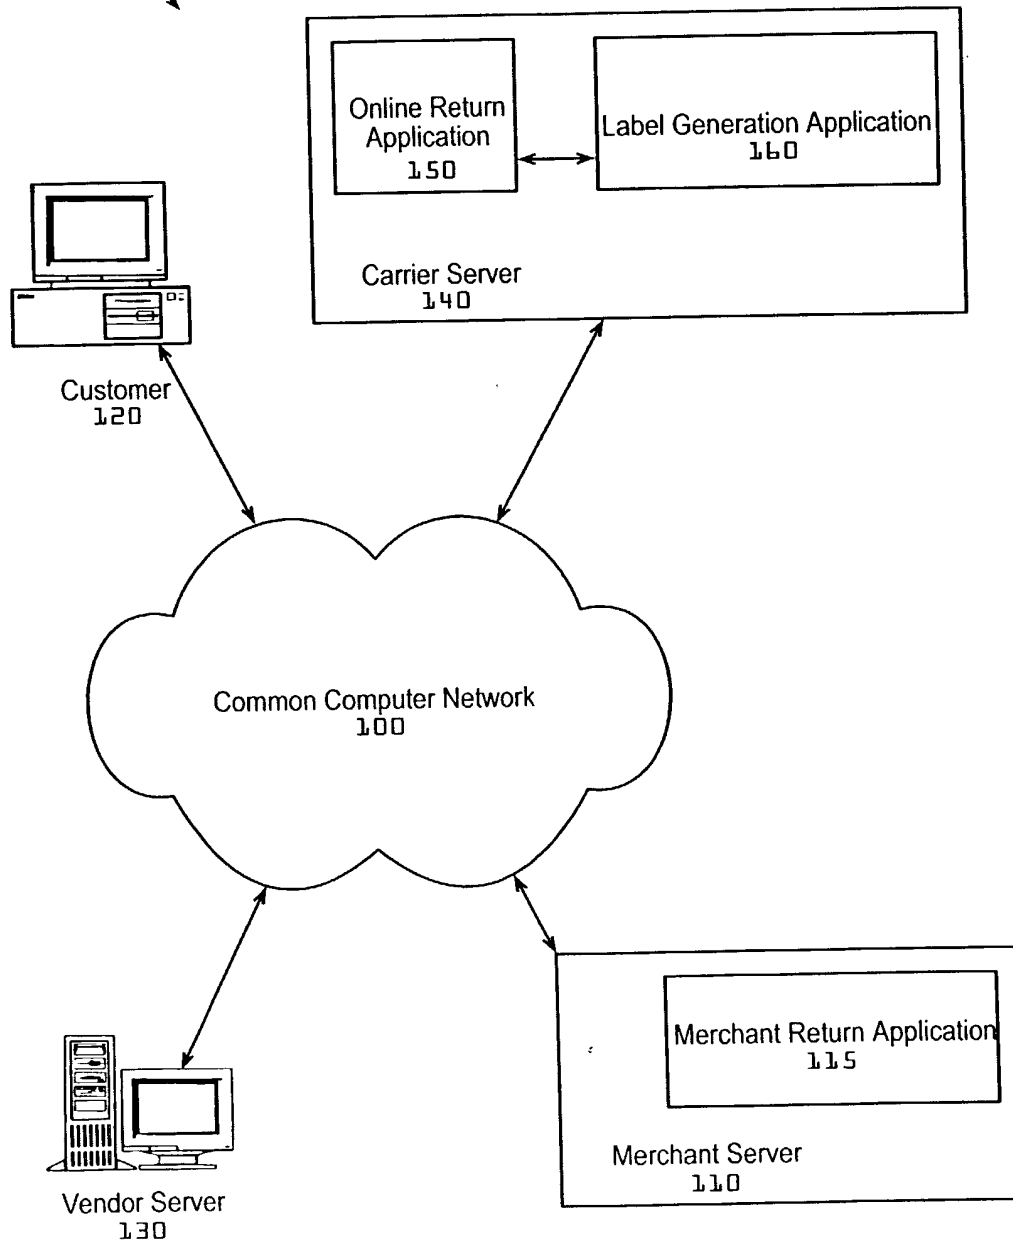 Online Return
Application
150
Label Generation Application
160
Carrier Server
140
Customer
120
Common Computer Network
100
Merchant Return Application
115
Merchant Server
110
Vendor Server
130